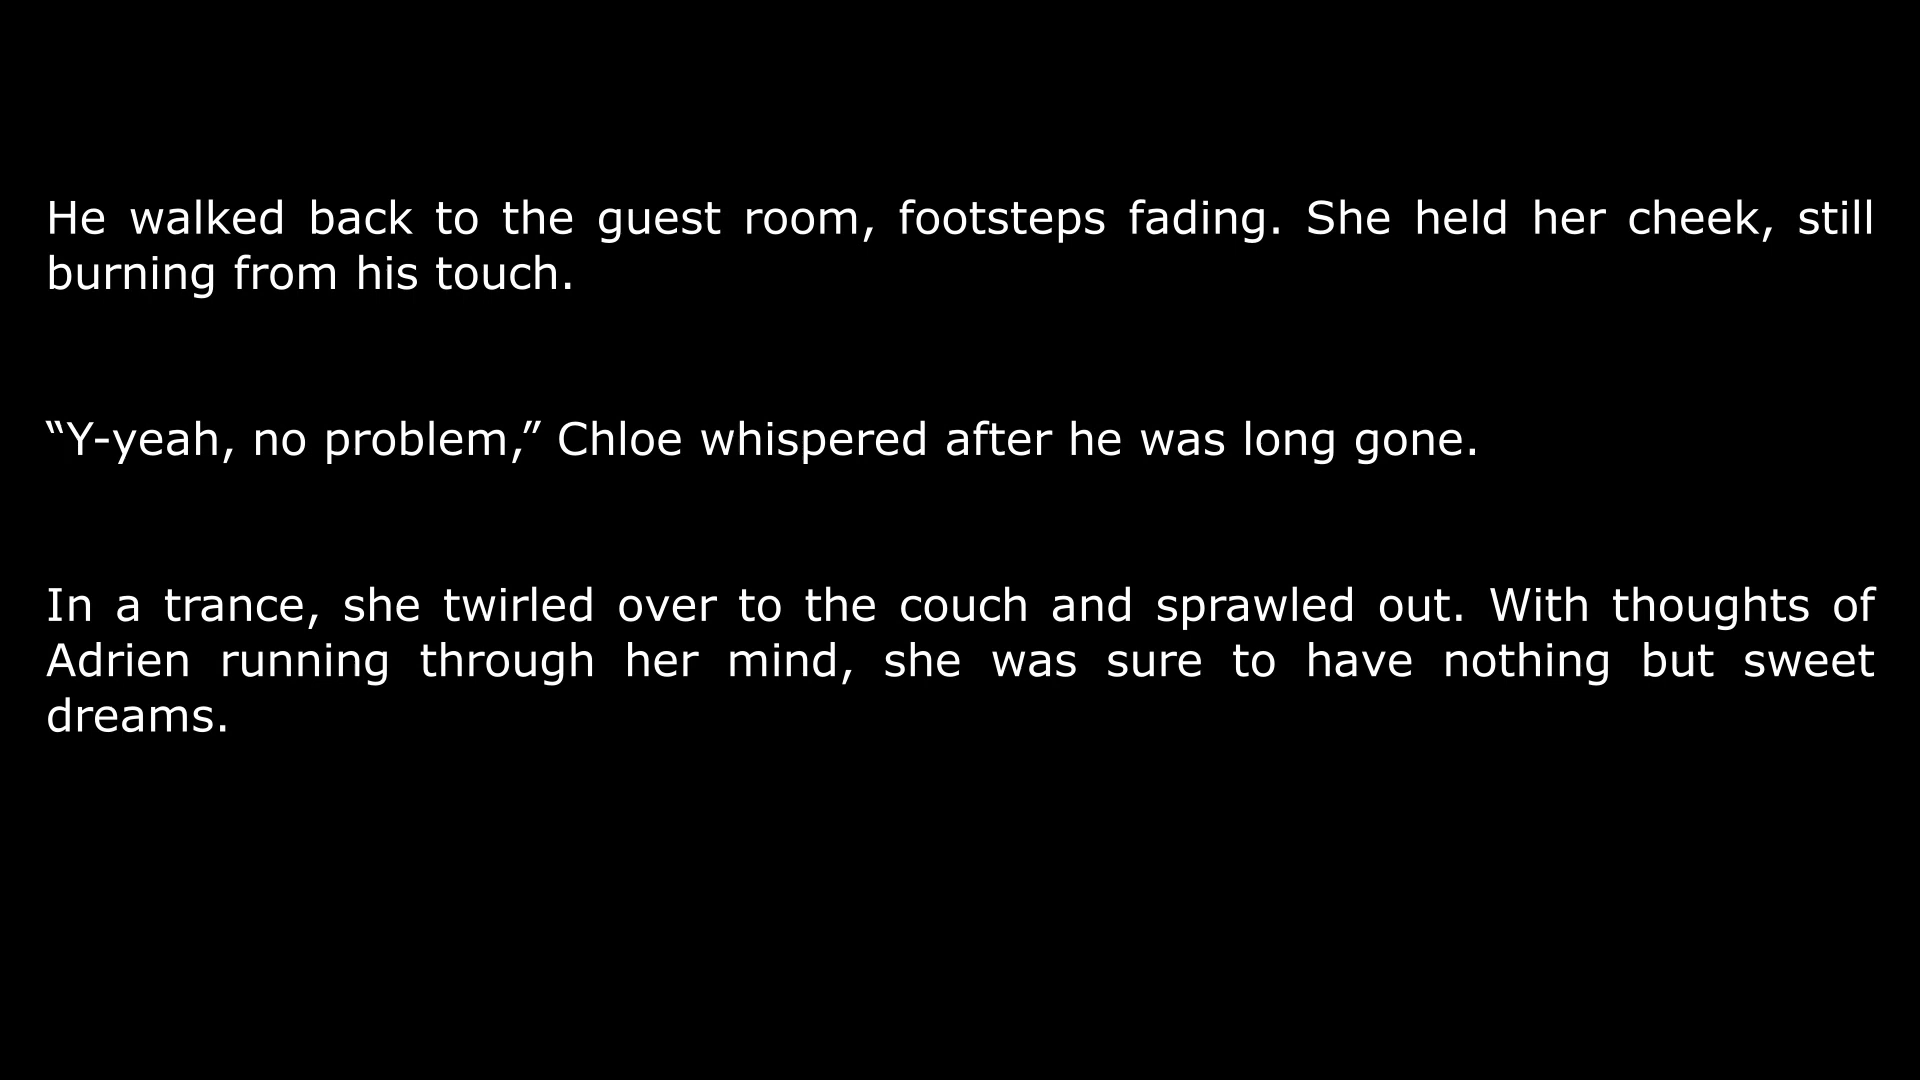 He walked back to the guest room, footsteps fading. She held her cheek, still
burning from his touch.
“Y-yeah, no problem,” Chloe whispered after he was long gone.
In a trance, she twirled over to the couch and sprawled out. With thoughts of
Adrien running through her mind, she was sure to have nothing but sweet
dreams.